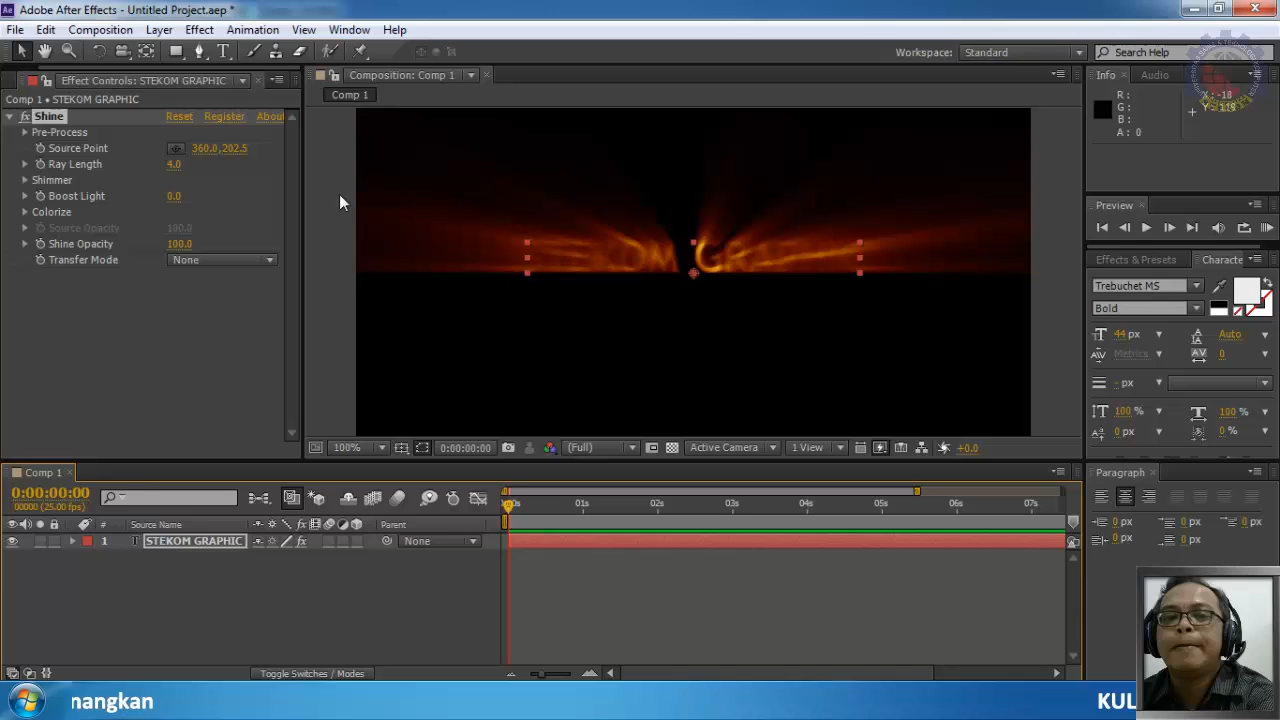 Adobe After Effects - Untitled Project.aep *
File Edit Composition Layer Effect Animation View Window Help
Workspace: Standard Search Help
Effect Controls: STEKOM GRAPHIC
Composition: Comp 1
Info Audio
Comp 1 • STEKOM GRAPHIC
Comp 1
fx Shine Reset Register About
Pre-Process
Source Point 360.0,202.5
Ray Length 4.0
Shimmer
Boost Light 0.0
Colorize
Source Opacity 100.0
Shine Opacity 100.0
Transfer Mode None
R :
G :
B :
A : 0
X : -18
Y : 119
Preview
Effects & Presets Characte
Trebuchet MS
Bold
44 px Auto
Metrics 0
- px
100 % 100 %
0 px 0 %
100% 0:00:00:00 (Full) Active Camera 1 View +0.0
Comp 1
0:00:00:00
00000 (25.00 fps)
01s 02s 03s 04s 05s 06s 07s
# Source Name Parent
1 T STEKOM GRAPHIC None
Paragraph
0 px 0 px 0 px
0 px 0 px
Toggle Switches / Modes
nangkan
KUL